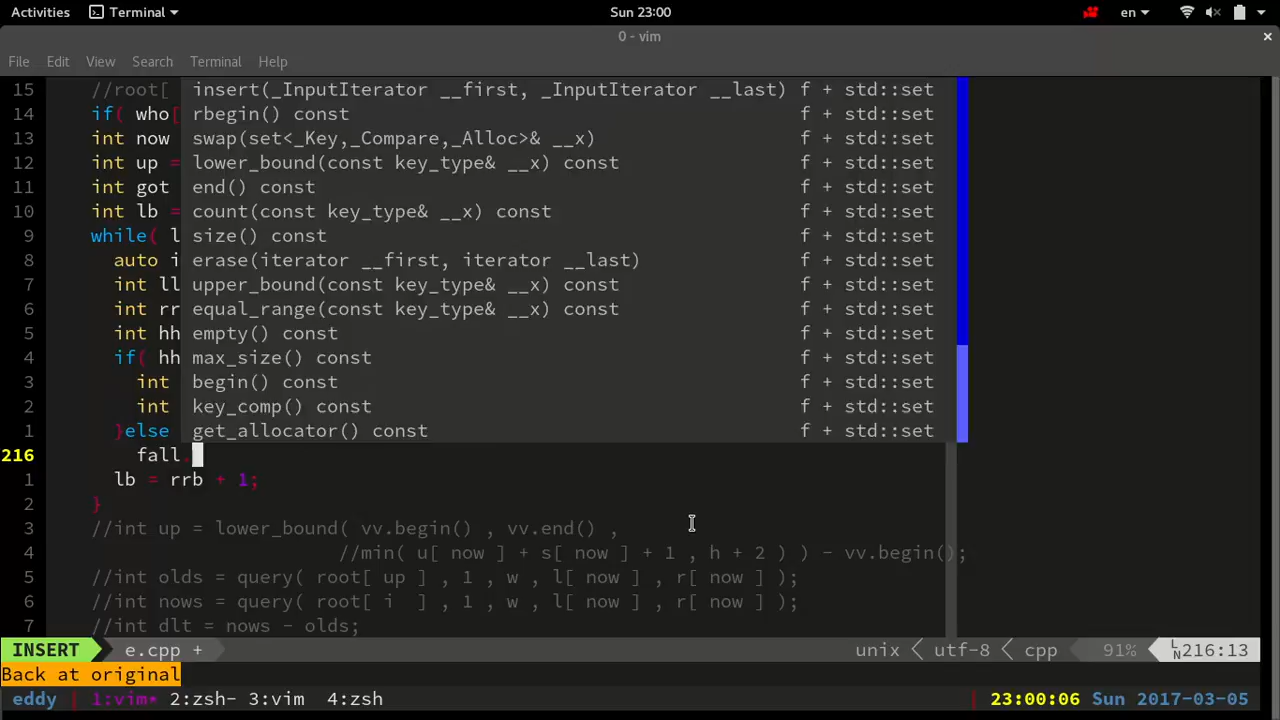 Activities Terminal Sun 23:00 en
0 - vim ×
File Edit View Search Terminal Help
15 //root[ insert(_InputIterator __first, _InputIterator __last) f + std::set
14 if( who[ rbegin() const f + std::set
13 int now swap(set<_Key,_Compare,_Alloc>& __x) f + std::set
12 int up = lower_bound(const key_type& __x) const f + std::set
11 int got end() const f + std::set
10 int lb = count(const key_type& __x) const f + std::set
9 while( l size() const f + std::set
8 auto i erase(iterator __first, iterator __last) f + std::set
7 int ll upper_bound(const key_type& __x) const f + std::set
6 int rr equal_range(const key_type& __x) const f + std::set
5 int hh empty() const f + std::set
4 if( hh max_size() const f + std::set
3 int begin() const f + std::set
2 int key_comp() const f + std::set
1 }else get_allocator() const f + std::set
216 fall.
1 lb = rrb + 1;
2 }
3 //int up = lower_bound( vv.begin() , vv.end() ,
4 //min( u[ now ] + s[ now ] + 1 , h + 2 ) ) - vv.begin();
5 //int olds = query( root[ up ] , 1 , w , l[ now ] , r[ now ] );
6 //int nows = query( root[ i  ] , 1 , w , l[ now ] , r[ now ] );
7 //int dlt = nows - olds;
INSERT e.cpp + unix utf-8 cpp 91% LN 216:13
Back at original
eddy 1:vim* 2:zsh- 3:vim 4:zsh 23:00:06 Sun 2017-03-05